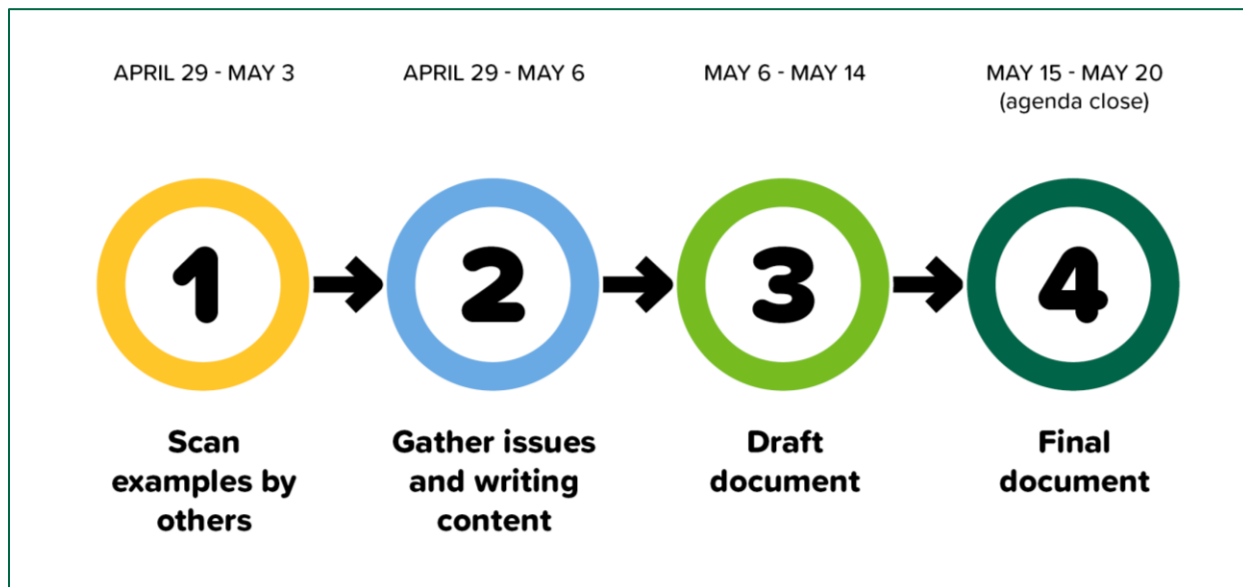 APRIL 29 - MAY 3
APRIL 29 - MAY 6
MAY 6 - MAY 14
MAY 15 - MAY 20
(agenda close)
1
2
3
4
Scan
examples by
others
Gather issues
and writing
content
Draft
document
Final
document